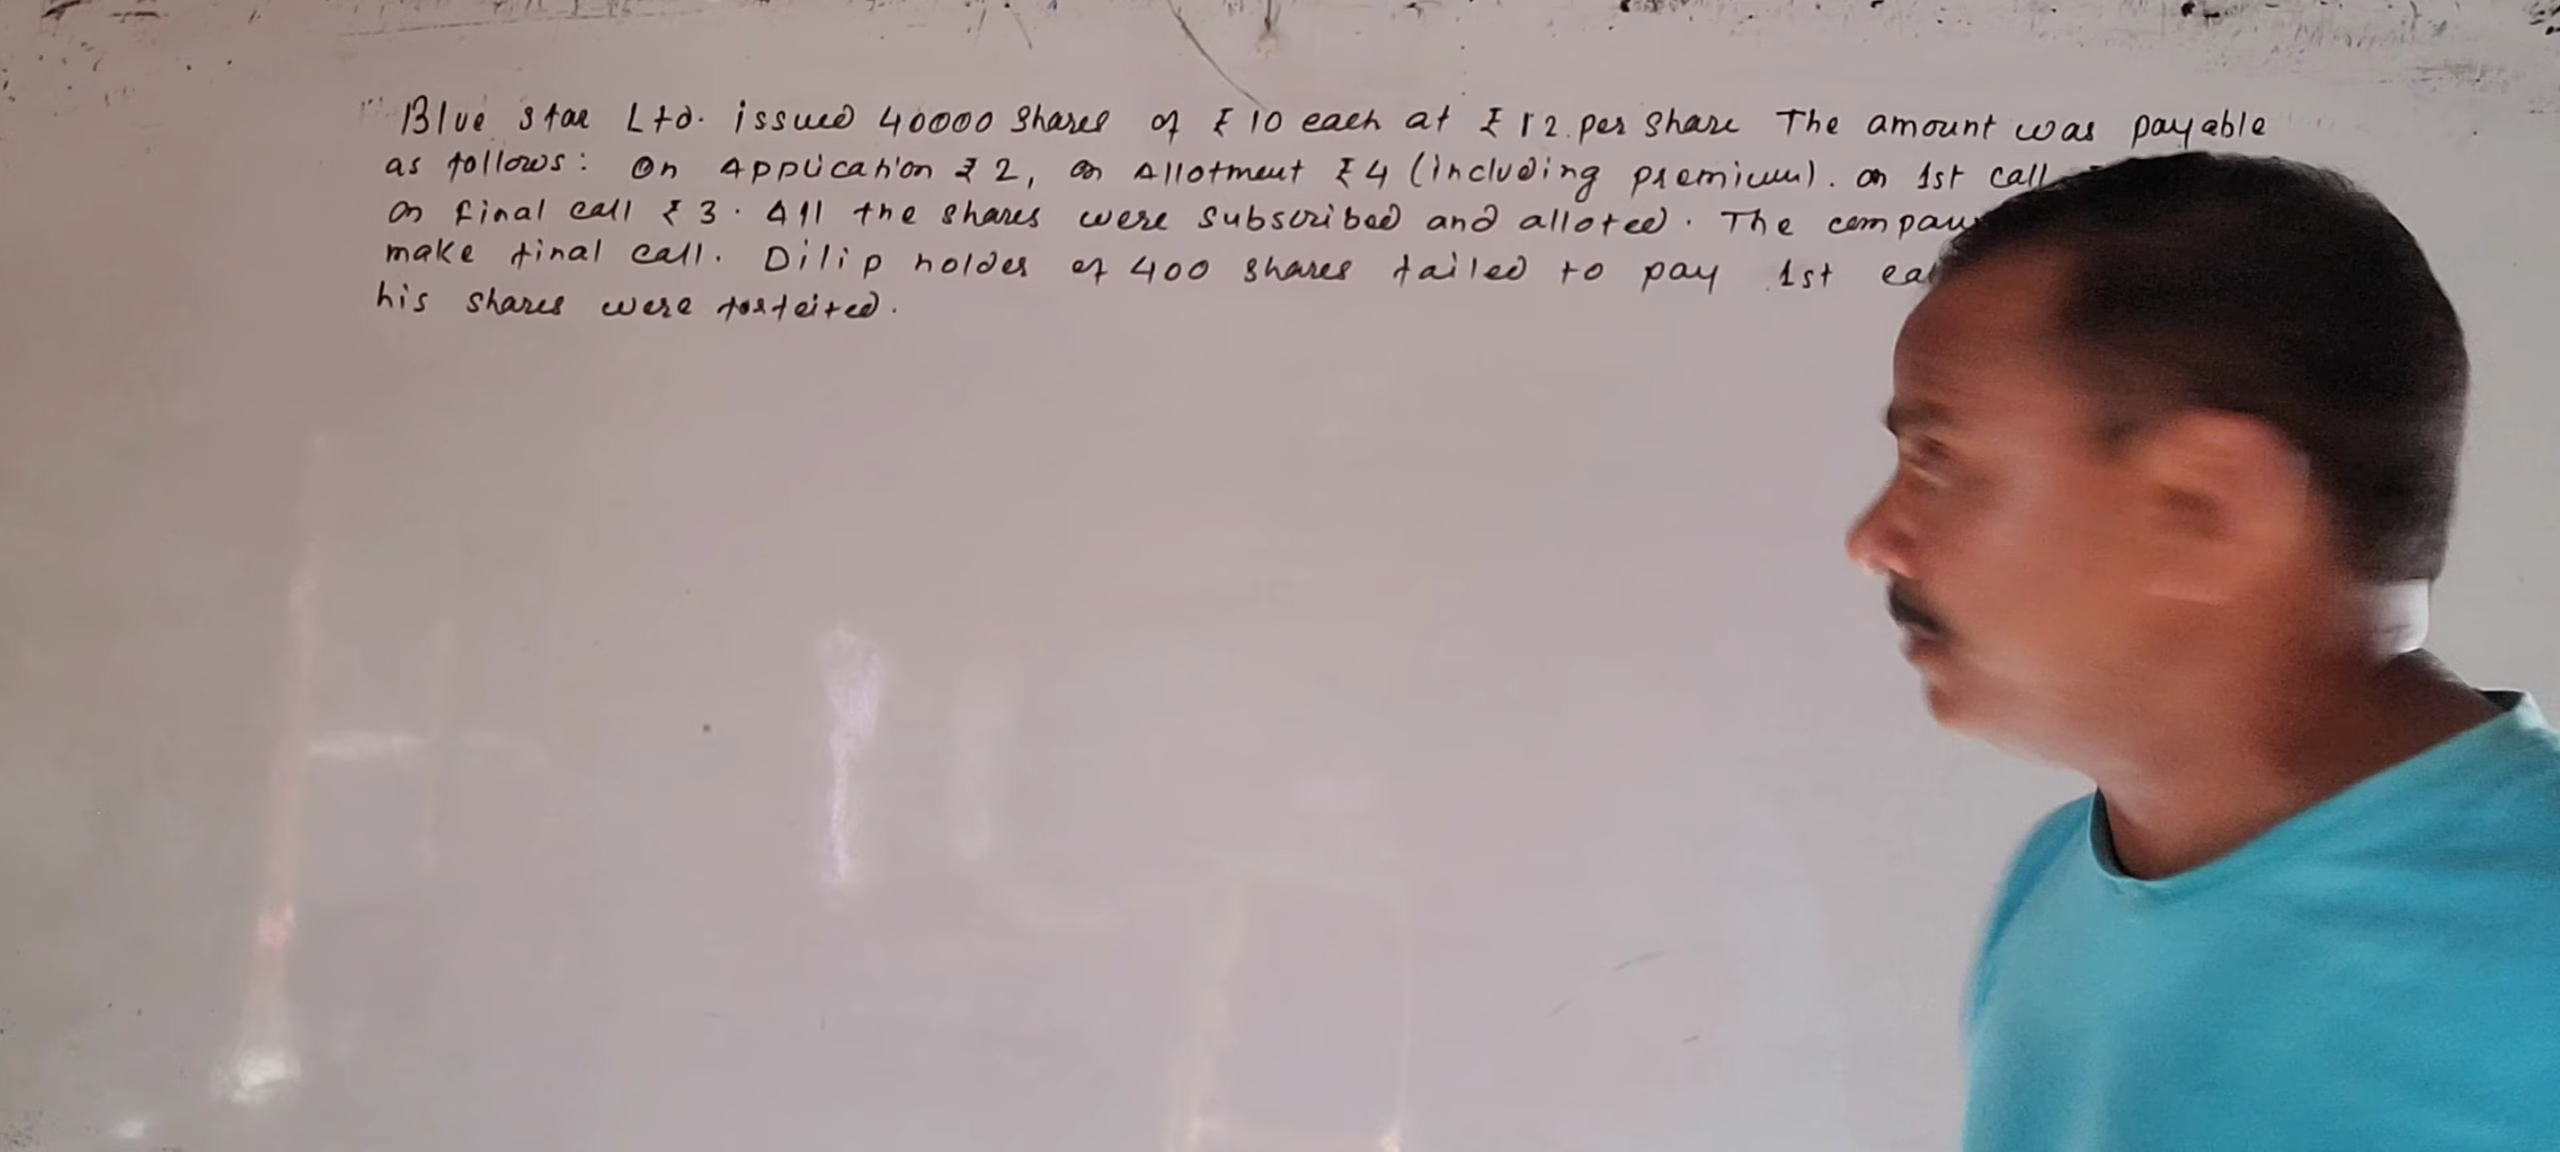 Blue Star Ltd. issued 40000 Shares of ₹ 10 each at ₹ 12 per share The amount was payable
as follows: On Application ₹ 2, on Allotment ₹ 4 (including premium). on 1st call
on final call ₹ 3. All the shares were subscribed and alloted. The
make final call. Dilip holder of 400 shares failed to pay 1st
his shares were forfeited.